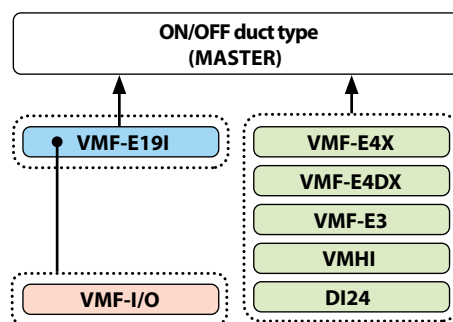 ON/OFF duct type
(MASTER)
VMF-E19I
VMF-I/O
VMF-E4X
VMF-E4DX
VMF-E3
VMHI
DI24